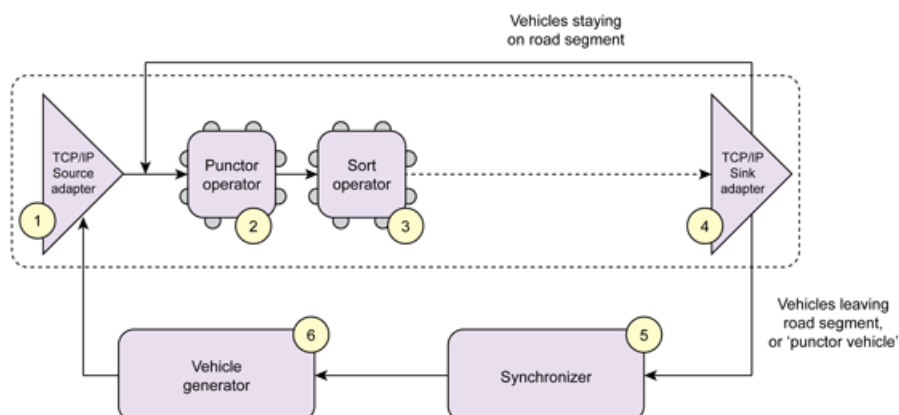 Vehicles staying
on road segment
TCP/IP
Source
adapter
1
Punctor
operator
2
Sort
operator
3
TCP/IP
Sink
adapter
4
Vehicles leaving
road segment,
or ‘punctor vehicle’
6
Vehicle
generator
5
Synchronizer